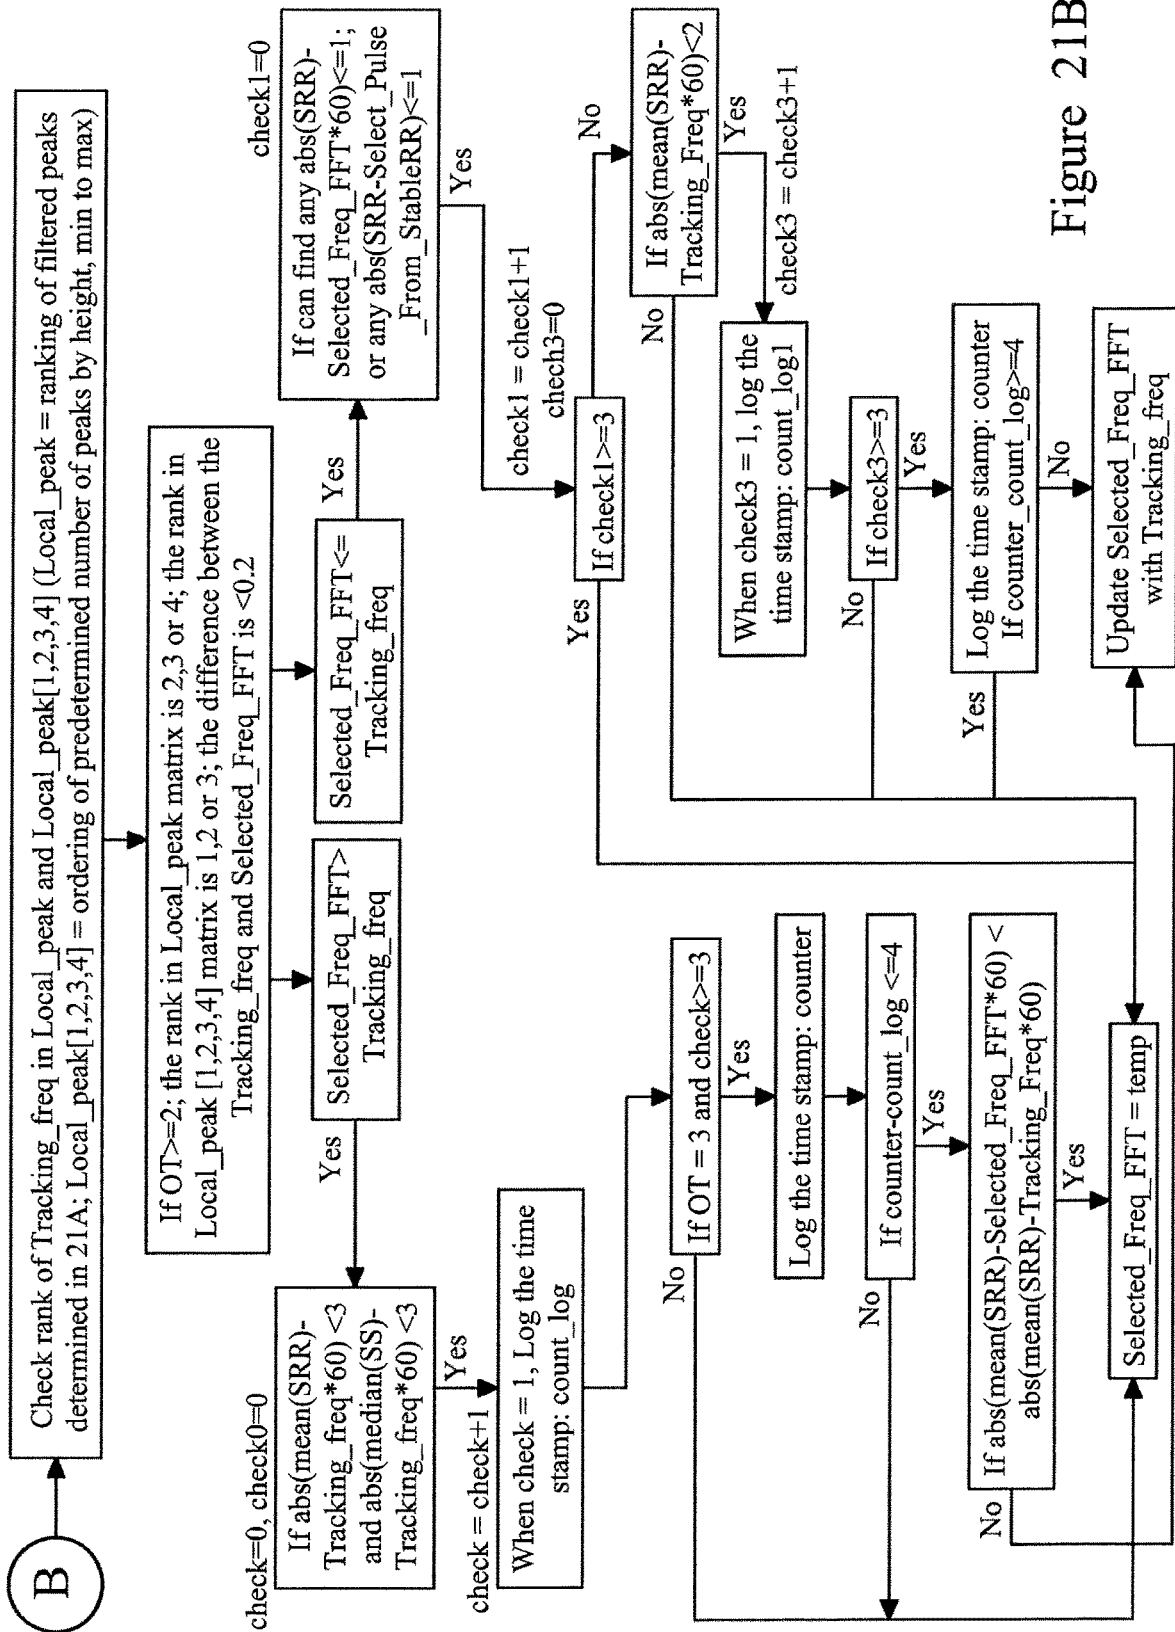 B
Check rank of Tracking_freq in Local_peak and Local_peak[1,2,3,4] (Local_peak = ranking of filtered peaks
determined in 21A; Local_peak[1,2,3,4] = ordering of predetermined number of peaks by height, min to max)
If OT>=2; the rank in Local_peak matrix is 2,3 or 4; the rank in
Local_peak [1,2,3,4] matrix is 1,2 or 3; the difference between the
Tracking_freq and Selected_Freq_FFT is <0.2
Selected_Freq_FFT>
Tracking_freq
Selected_Freq_FFT<=
Tracking_freq
Yes
Yes
check=0, check0=0
If abs(mean(SRR)-
Tracking_freq*60) <3
and abs(median(SS)-
Tracking_freq*60) <3
Yes
check = check+1
When check = 1, Log the time
stamp: count_log
If OT = 3 and check>=3
No
Yes
Log the time stamp: counter
If counter-count_log <=4
No
Yes
If abs(mean(SRR)-Selected_Freq_FFT*60) <
abs(mean(SRR)-Tracking_Freq*60)
No
Yes
Selected_Freq_FFT = temp
check1=0
If can find any abs(SRR)-
Selected_Freq_FFT*60)<=1;
or any abs(SRR-Select_Pulse
_From_StableRR)<=1
Yes
check1 = check1+1
chech3=0
If check1>=3
Yes
No
If abs(mean(SRR)-
Tracking_Freq*60)<2
No
Yes
check3 = check3+1
When check3 = 1, log the
time stamp: count_log1
If check3>=3
No
Yes
Log the time stamp: counter
If counter_count_log>=4
Yes
No
Update Selected_Freq_FFT
with Tracking_freq
Figure 21B